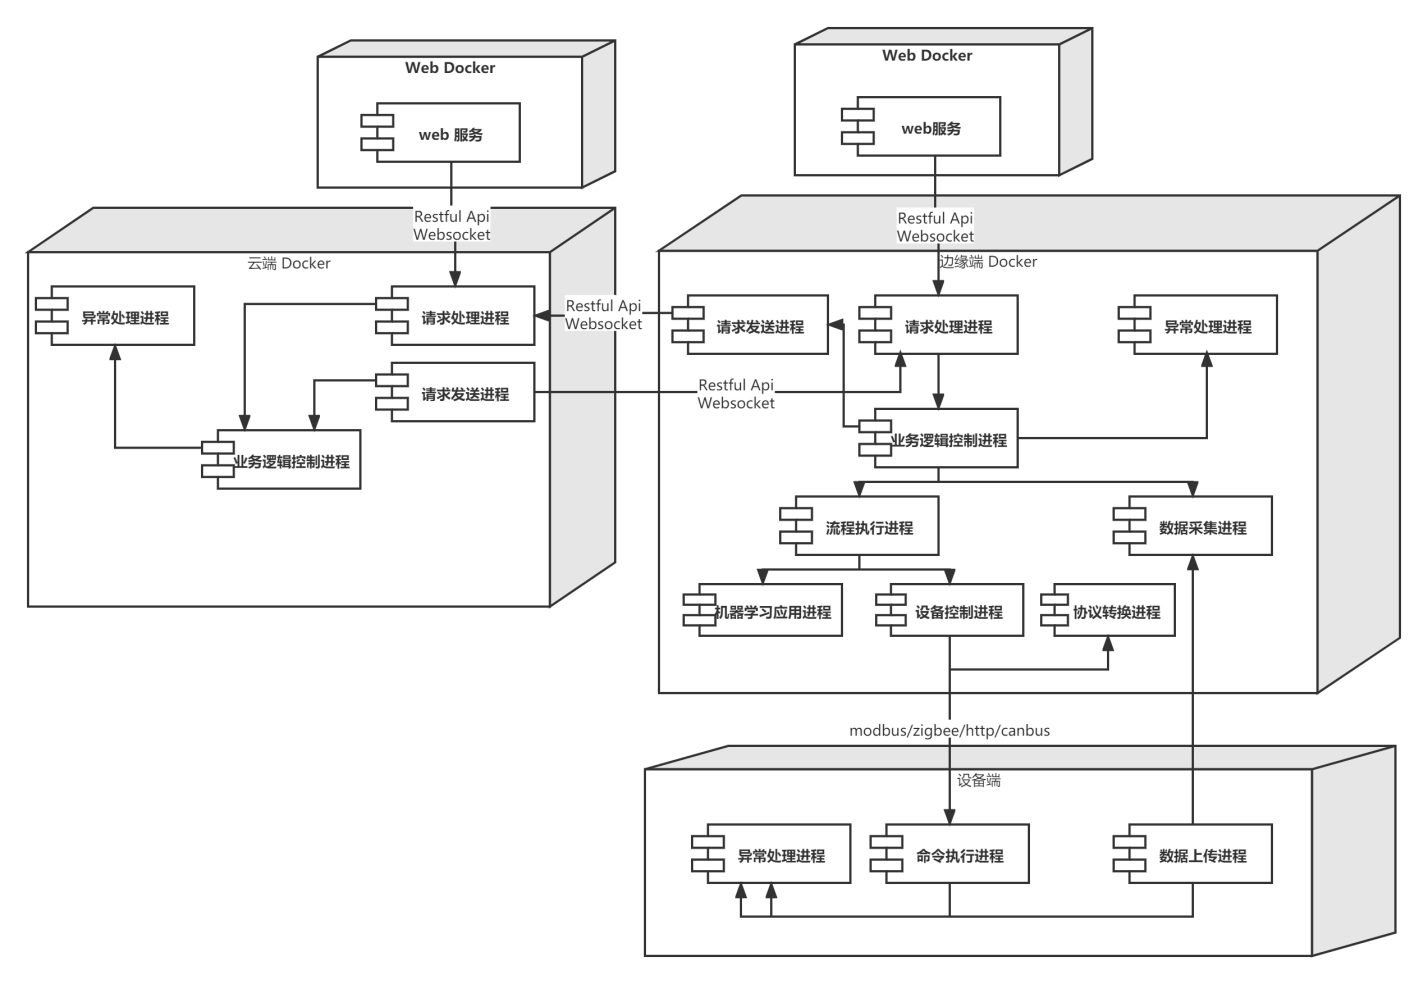 Web Docker
web 服务
Web Docker
web服务
Restful Api
Websocket
Restful Api
Websocket
云端 Docker
异常处理进程
请求处理进程
请求发送进程
业务逻辑控制进程
Restful Api
Websocket
Restful Api
Websocket
边缘端 Docker
请求发送进程
请求处理进程
异常处理进程
业务逻辑控制进程
流程执行进程
数据采集进程
机器学习应用进程
设备控制进程
协议转换进程
modbus/zigbee/http/canbus
设备端
异常处理进程
命令执行进程
数据上传进程